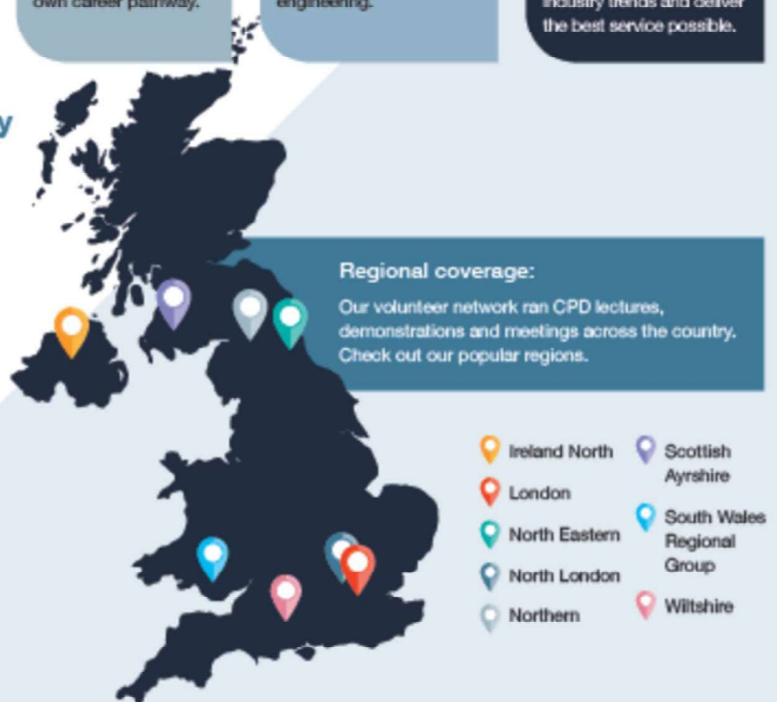 own career pathway.
engineering.
industry trends and deliver
the best service possible.
y
Regional coverage:
Our volunteer network ran CPD lectures,
demonstrations and meetings across the country.
Check out our popular regions.
Ireland North
London
North Eastern
North London
Northern
Scottish
Ayrshire
South Wales
Regional
Group
Wiltshire